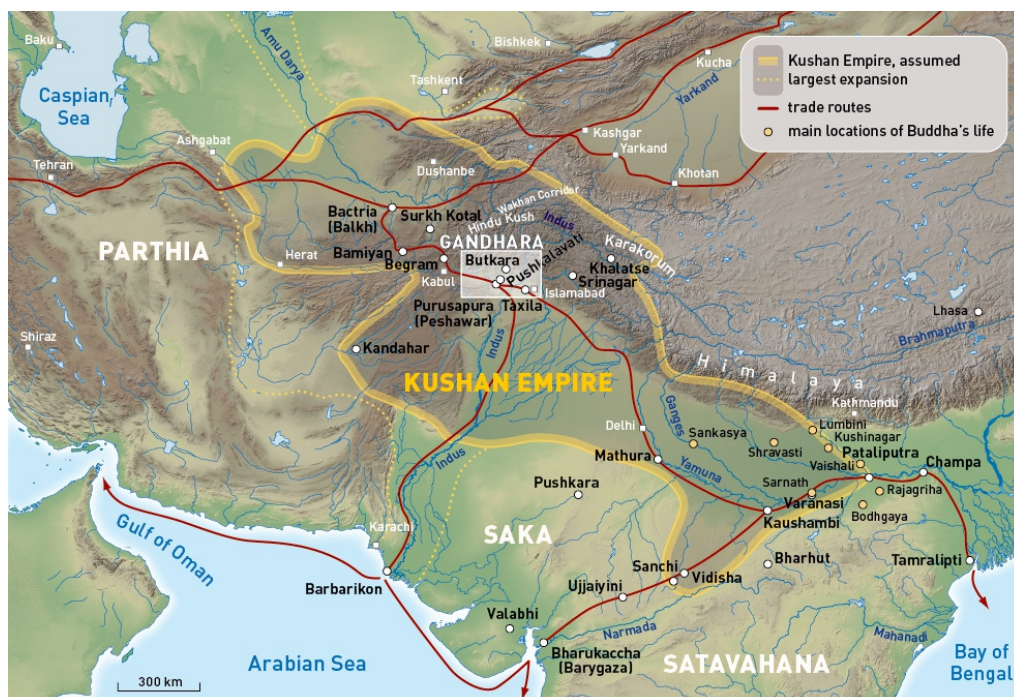 Baku
Caspian
Sea
Tehran
Ashgabat
Amu Darya
Bishkek
Tashkent
Kucha
Yarkand
Kashgar
Yarkand
Khotan
Dushanbe
Kushan Empire, assumed
largest expansion
trade routes
main locations of Buddha's life
Wakhan Corridor
Hindu Kush
Indus
Karakorum
Bactria
(Balkh)
Surkh Kotal
GANDHARA
Bamiyan
Begram
Butkara
Pushkalavati
Kabul
Khalatse
Srinagar
Islamabad
Purusapura
(Peshawar)
Taxila
PARTHIA
Herat
Shiraz
Kandahar
Indus
KUSHAN EMPIRE
Lhasa
Brahmaputra
Himalaya
Kathmandu
Delhi
Ganges
Sankasya
Shravasti
Lumbini
Kushinagar
Pataliputra
Vaishali
Champa
Mathura
Yamuna
Sarnath
Varanasi
Rajagriha
Kaushambi
Bodhgaya
Indus
Pushkara
SAKA
Karachi
Gulf of Oman
Barbarikon
Sanchi
Vidisha
Bharhut
Tamralipti
Ujjaiyini
Valabhi
Narmada
Mahanadi
Bharukaccha
(Barygaza)
SATAVAHANA
Arabian Sea
Bay of
Bengal
300 km